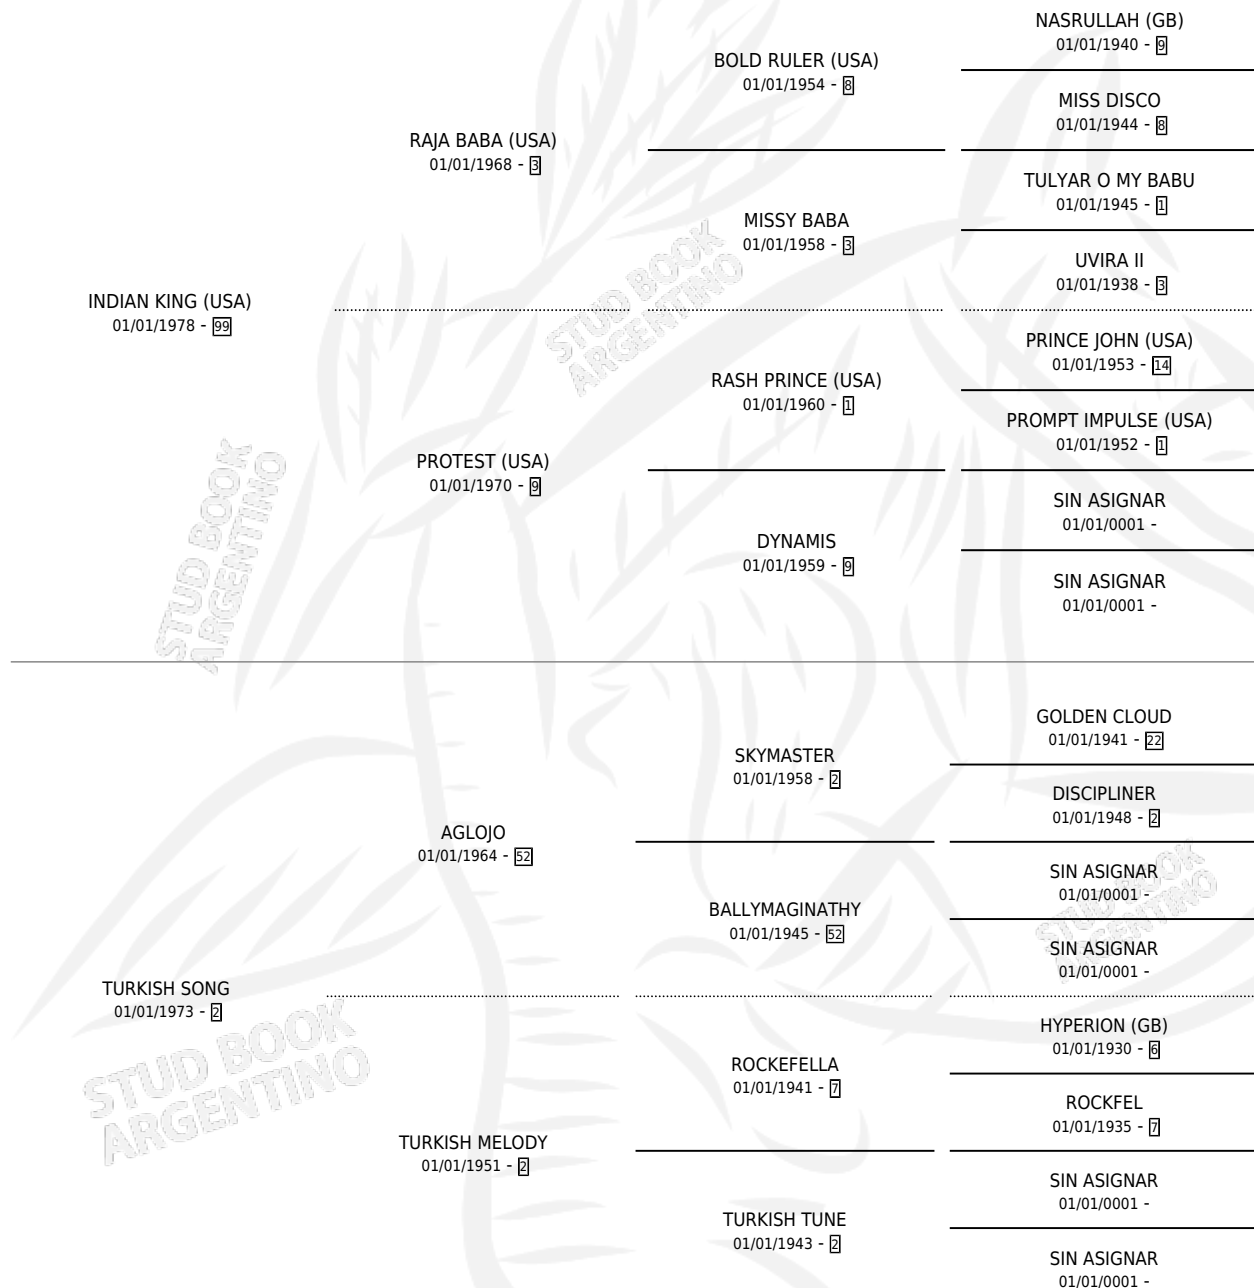 NASRULLAH (GB)
01/01/1940 - 9
BOLD RULER (USA)
01/01/1954 - 8
MISS DISCO
01/01/1944 - 8
RAJA BABA (USA)
01/01/1968 - 3
TULYAR O MY BABU
01/01/1945 - 1
MISSY BABA
01/01/1958 - 3
UVIRA II
01/01/1938 - 3
INDIAN KING (USA)
01/01/1978 - 99
PRINCE JOHN (USA)
01/01/1953 - 14
RASH PRINCE (USA)
01/01/1960 - 1
PROMPT IMPULSE (USA)
01/01/1952 - 1
PROTEST (USA)
01/01/1970 - 9
SIN ASIGNAR
01/01/0001 -
DYNAMIS
01/01/1959 - 9
SIN ASIGNAR
01/01/0001 -
GOLDEN CLOUD
01/01/1941 - 22
SKYMASTER
01/01/1958 - 2
DISCIPLINER
01/01/1948 - 2
AGLOJO
01/01/1964 - 52
SIN ASIGNAR
01/01/0001 -
BALLYMAGINATHY
01/01/1945 - 52
SIN ASIGNAR
01/01/0001 -
TURKISH SONG
01/01/1973 - 2
HYPERION (GB)
01/01/1930 - 6
ROCKEFELLA
01/01/1941 - 7
ROCKFEL
01/01/1935 - 7
TURKISH MELODY
01/01/1951 - 2
SIN ASIGNAR
01/01/0001 -
TURKISH TUNE
01/01/1943 - 2
SIN ASIGNAR
01/01/0001 -
STUD BOOK
ARGENTINO
STUD BOOK
ARGENTINO
STUD BOOK
ARGENTINO
STUD BOOK
ARGENTINO